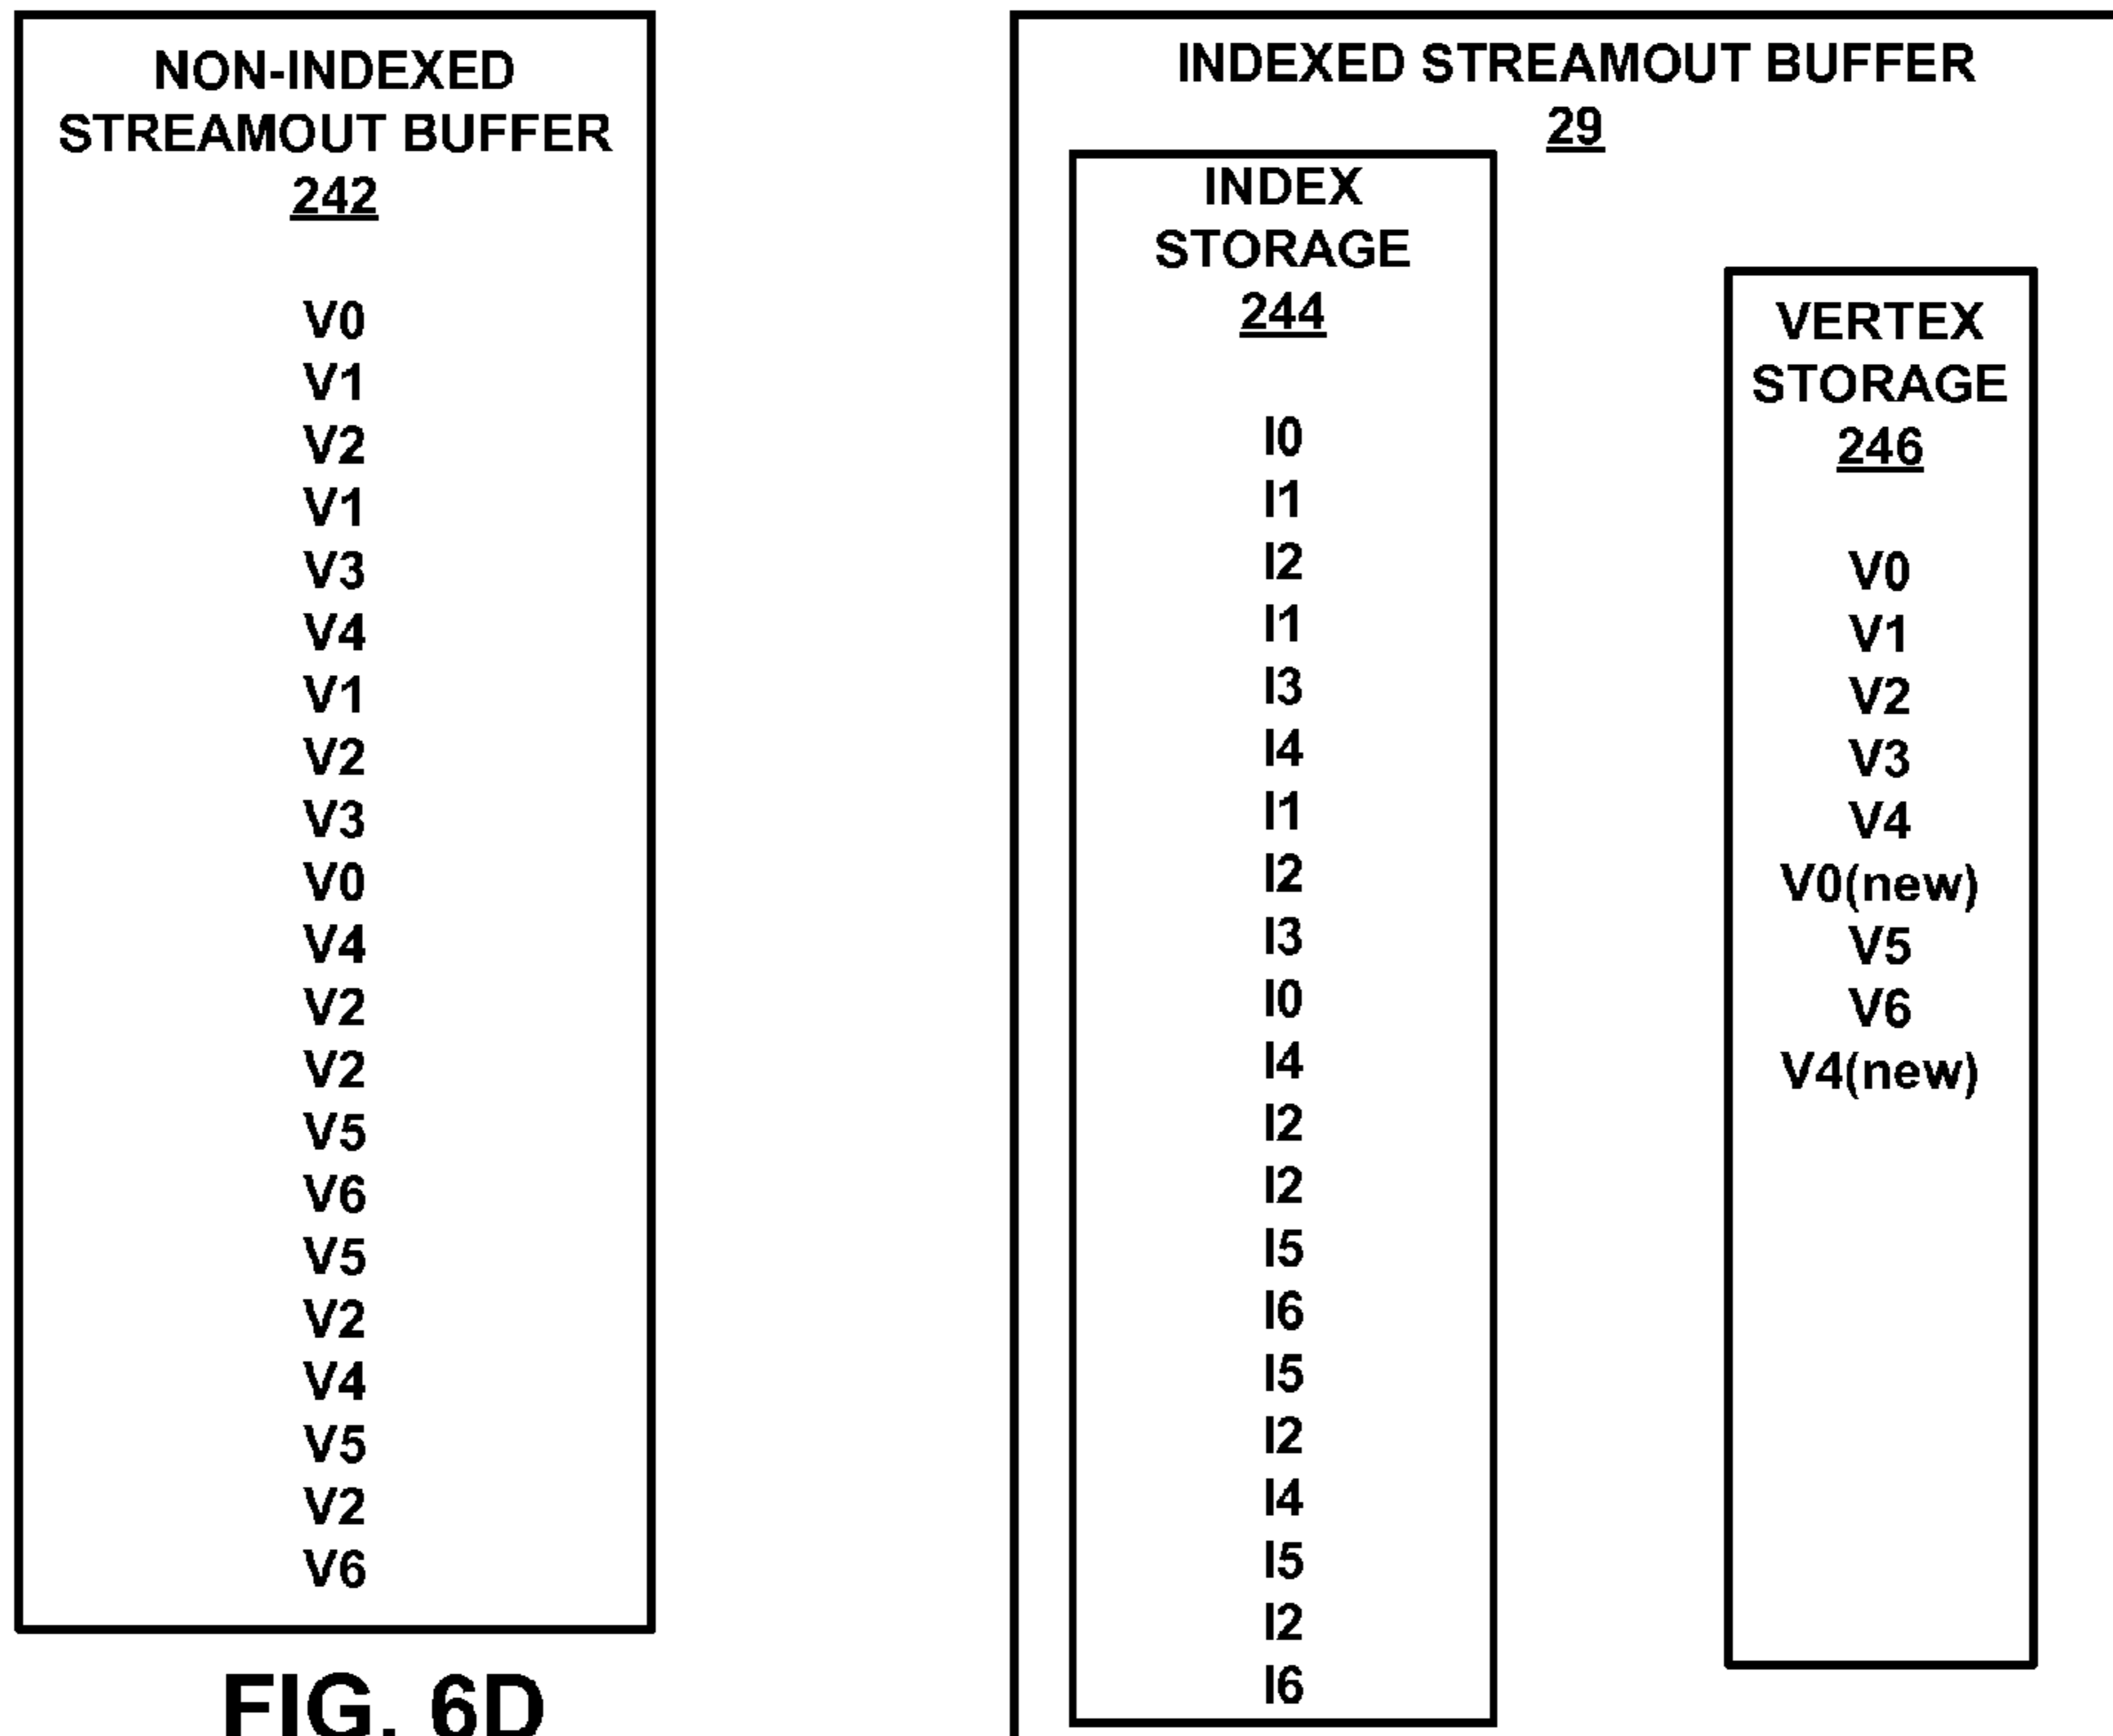 NON-INDEXED
STREAMOUT BUFFER
242
V0
V1
V2
V1
V3
V4
V1
V2
V3
V0
V4
V2
V2
V5
V6
V5
V2
V4
V5
V2
V6
FIG. 6D
INDEXED STREAMOUT BUFFER
29
INDEX
STORAGE
244
I0
I1
I2
I1
I3
I4
I1
I2
I3
I0
I4
I2
I2
I5
I6
I5
I2
I4
I5
I2
I6
VERTEX
STORAGE
246
V0
V1
V2
V3
V4
V0(new)
V5
V6
V4(new)